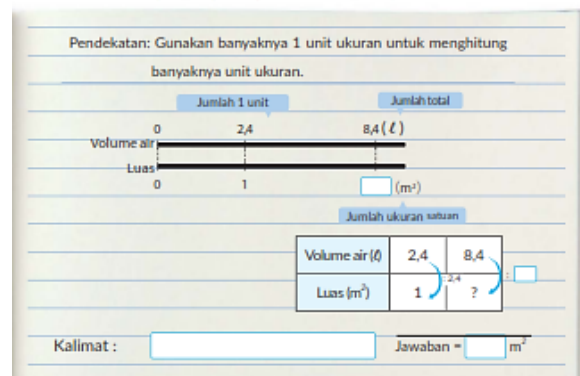 Pendekatan: Gunakan banyaknya 1 unit ukuran untuk menghitung
banyaknya unit ukuran.
Jumlah 1 unit Jumlah total
0 2,4 8,4 (ℓ)
Volume air
Luas
0 1 (m²)
Jumlah ukuran satuan
Volume air (ℓ) 2,4 8,4
: 2,4 :
Luas (m²) 1 ?
Kalimat : Jawaban = m²